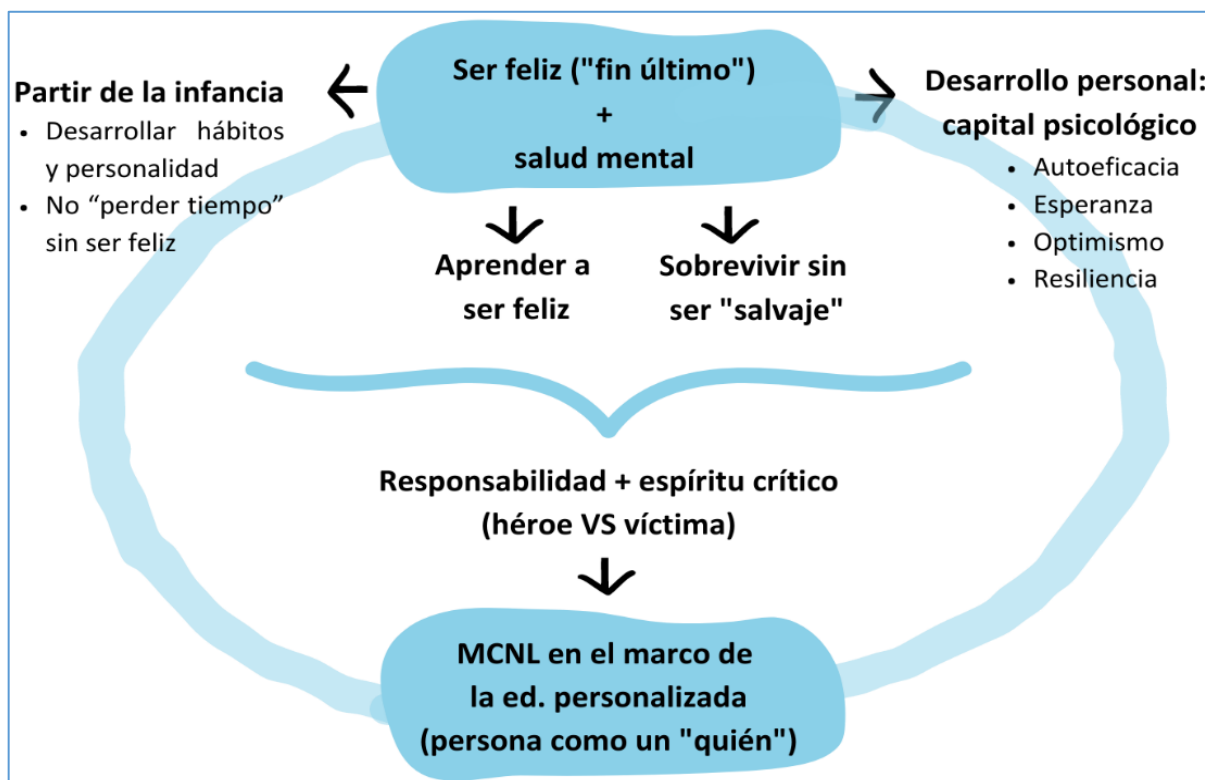 Ser feliz ("fin último")
+
salud mental
Partir de la infancia
• Desarrollar hábitos
y personalidad
• No “perder tiempo”
sin ser feliz
Desarrollo personal:
capital psicológico
• Autoeficacia
• Esperanza
• Optimismo
• Resiliencia
Aprender a
ser feliz
Sobrevivir sin
ser "salvaje"
Responsabilidad + espíritu crítico
(héroe VS víctima)
MCNL en el marco de
la ed. personalizada
(persona como un "quién")